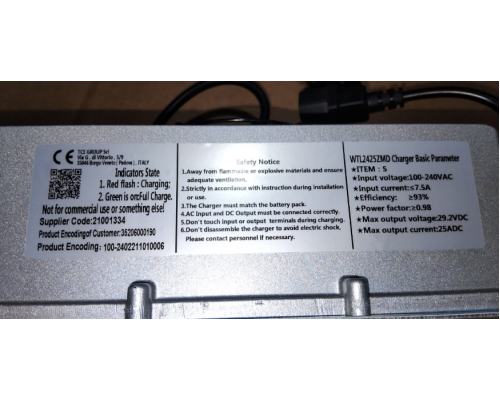 CE
TCE GROUP Srl
Via G . di Vittorio , 5/9
ITALY
Indicators State
1. Red flash : Charging;
2. Green is on:Full Charge.
Not for commercial use or something else!
Supplier Code:21001334
Product Encodingof Customer:35206000190
Product Encoding: 100-2402211010006
Safety Notice
1.Away from flammable or explosive materials and ensure
adequate ventilation.
2.Strictly in accordance with instruction during installation
or use.
3.The Charger must match the battery pack.
4.AC Input and DC Output must be connected correctly.
5.Don't touch input or output terminals during charging.
6.Don't disassemble the charger to avoid electric shock,
Please contact personnel if necessary.
WTL2425ZMD Charger Basic Parameter
★ITEM : S
★Input voltage:100-240VAC
★Input current:≤7.5A
★Efficiency: ≥93%
★Power factor:≥0.98
★Max output voltage:29.2VDC
★Max output current:25ADC